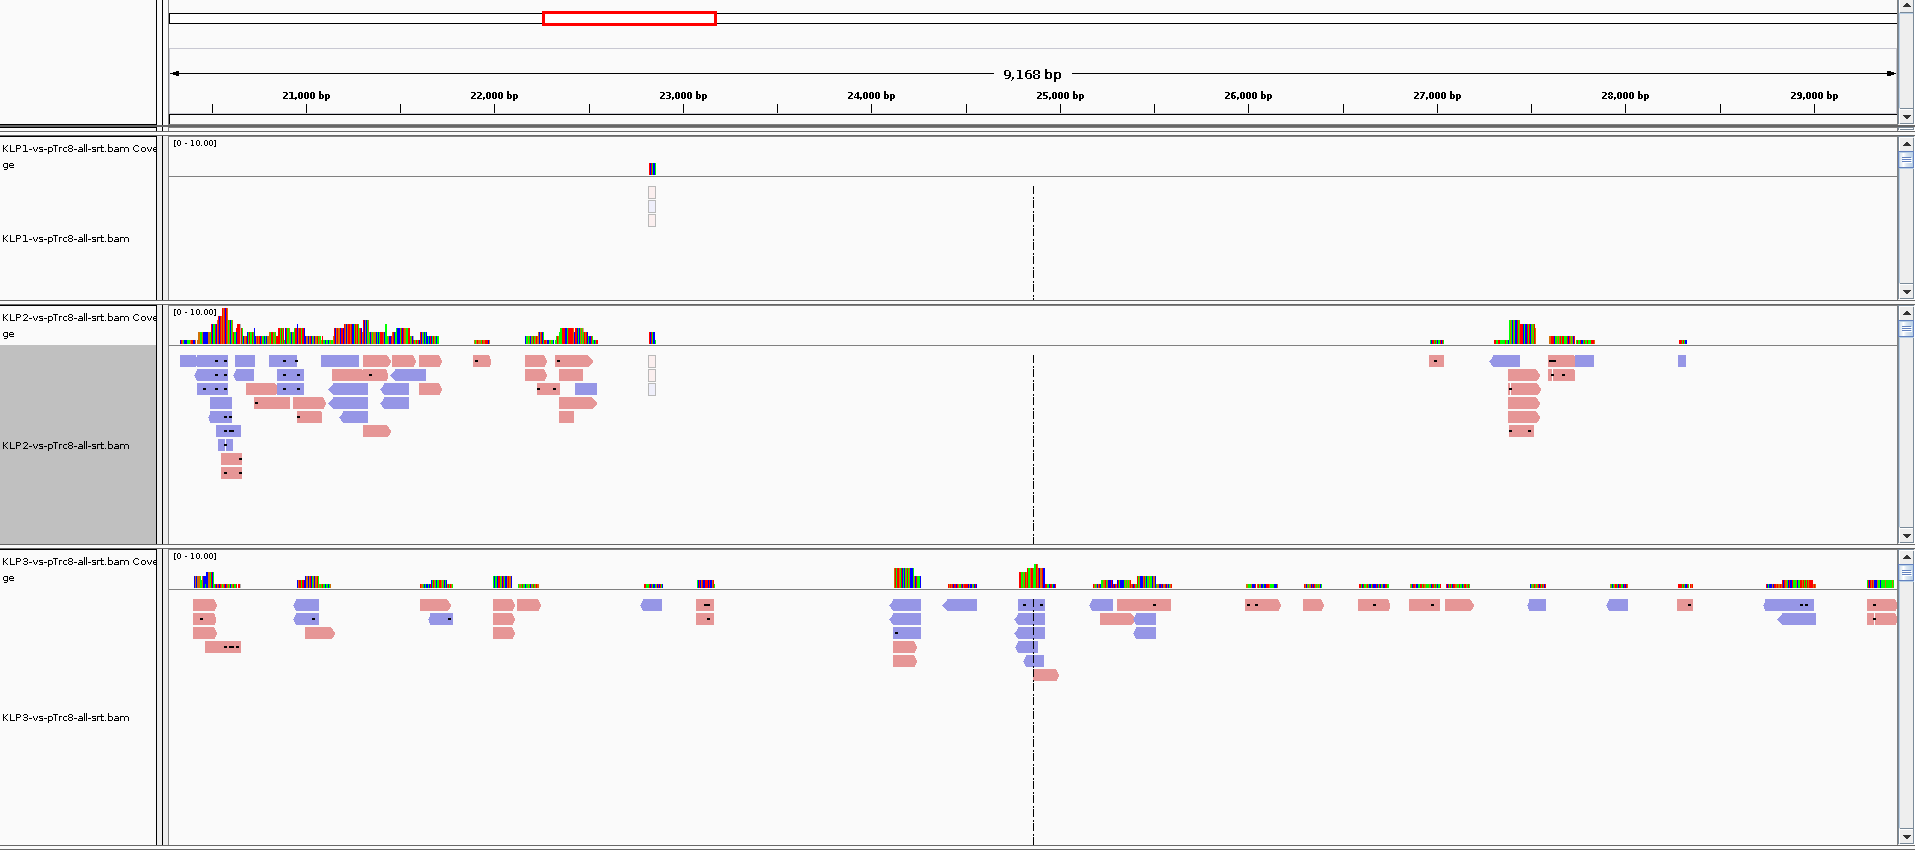 9,168 bp
21,000 bp 22,000 bp 23,000 bp 24,000 bp 25,000 bp 26,000 bp 27,000 bp 28,000 bp 29,000 bp
KLP1-vs-pTrc8-all-srt.bam Cove
ge
[0 - 10.00]
KLP1-vs-pTrc8-all-srt.bam
KLP2-vs-pTrc8-all-srt.bam Cove
ge
[0 - 10.00]
KLP2-vs-pTrc8-all-srt.bam
KLP3-vs-pTrc8-all-srt.bam Cove
ge
[0 - 10.00]
KLP3-vs-pTrc8-all-srt.bam